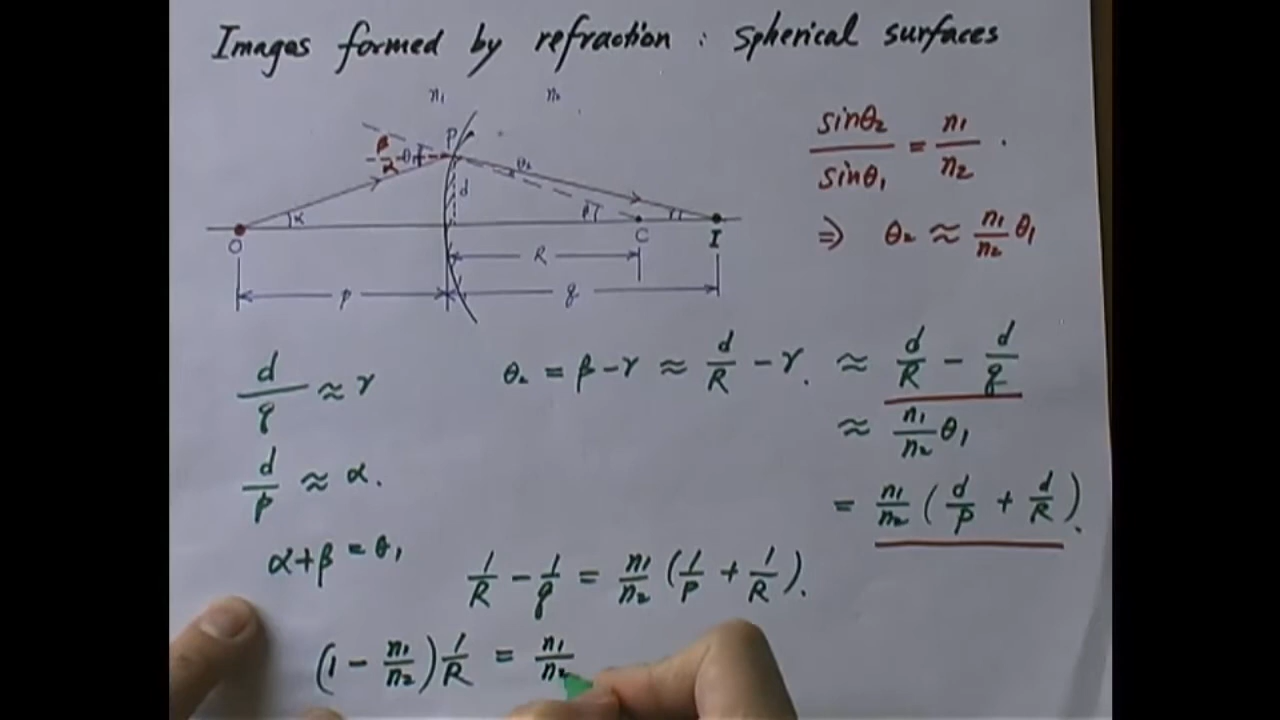 Images formed by refraction : Spherical surfaces
n₁ n₂
P
β
α θ₁ θ₂
d
α β γ
O C I
R
p q
sinθ₂/sinθ₁ = n₁/n₂ .
⇒ θ₂ ≈ n₁/n₂ θ₁
d/q ≈ γ
θ₂ = β − γ ≈ d/R − γ. ≈ d/R − d/q
≈ n₁/n₂ θ₁
d/p ≈ α.
= n₁/n₂ (d/p + d/R).
α+β = θ₁
1/R − 1/q = n₁/n₂ (1/p + 1/R).
(1 − n₁/n₂) 1/R = n₁/n₂